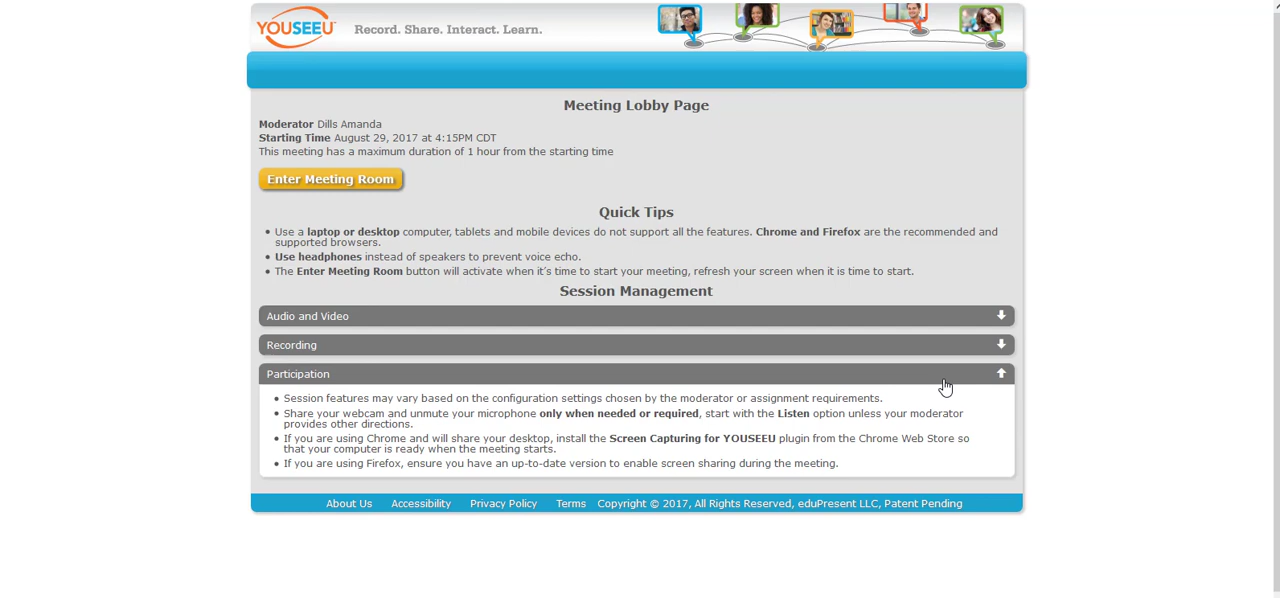 YOUSEEU
Record. Share. Interact. Learn.
Meeting Lobby Page
Moderator Dills Amanda
Starting Time August 29, 2017 at 4:15PM CDT
This meeting has a maximum duration of 1 hour from the starting time
Enter Meeting Room
Quick Tips
• Use a laptop or desktop computer, tablets and mobile devices do not support all the features. Chrome and Firefox are the recommended and
supported browsers.
• Use headphones instead of speakers to prevent voice echo.
• The Enter Meeting Room button will activate when it's time to start your meeting, refresh your screen when it is time to start.
Session Management
Audio and Video
Recording
Participation
• Session features may vary based on the configuration settings chosen by the moderator or assignment requirements.
• Share your webcam and unmute your microphone only when needed or required, start with the Listen option unless your moderator
provides other directions.
• If you are using Chrome and will share your desktop, install the Screen Capturing for YOUSEEU plugin from the Chrome Web Store so
that your computer is ready when the meeting starts.
• If you are using Firefox, ensure you have an up-to-date version to enable screen sharing during the meeting.
About Us Accessibility Privacy Policy Terms Copyright © 2017, All Rights Reserved, eduPresent LLC, Patent Pending